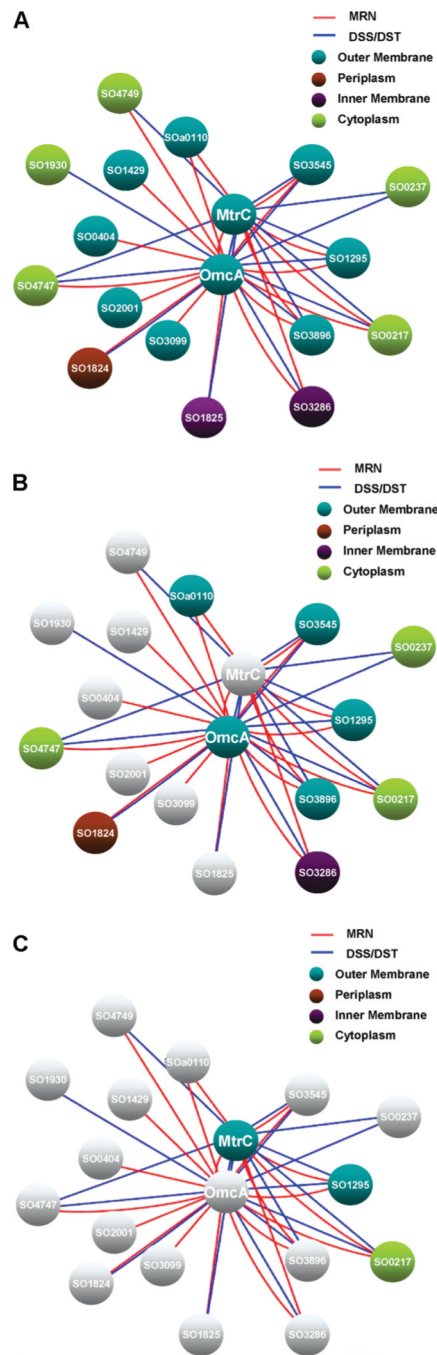 A
MRN
DSS/DST
Outer Membrane
Periplasm
Inner Membrane
Cytoplasm
SO4749
SOa0110
SO1930
SO1429
SO3545
SO0237
MtrC
SO0404
SO1295
OmcA
SO4747
SO2001
SO3099
SO3896
SO0217
SO1824
SO1825
SO3286
B
MRN
DSS/DST
Outer Membrane
Periplasm
Inner Membrane
Cytoplasm
SO4749
SOa0110
SO1930
SO1429
SO3545
SO0237
MtrC
SO0404
SO1295
OmcA
SO4747
SO2001
SO3099
SO3896
SO0217
SO1824
SO1825
SO3286
C
MRN
DSS/DST
Outer Membrane
Periplasm
Inner Membrane
Cytoplasm
SO4749
SOa0110
SO1930
SO1429
SO3545
SO0237
MtrC
SO0404
SO1295
OmcA
SO4747
SO2001
SO3099
SO3896
SO0217
SO1824
SO1825
SO3286